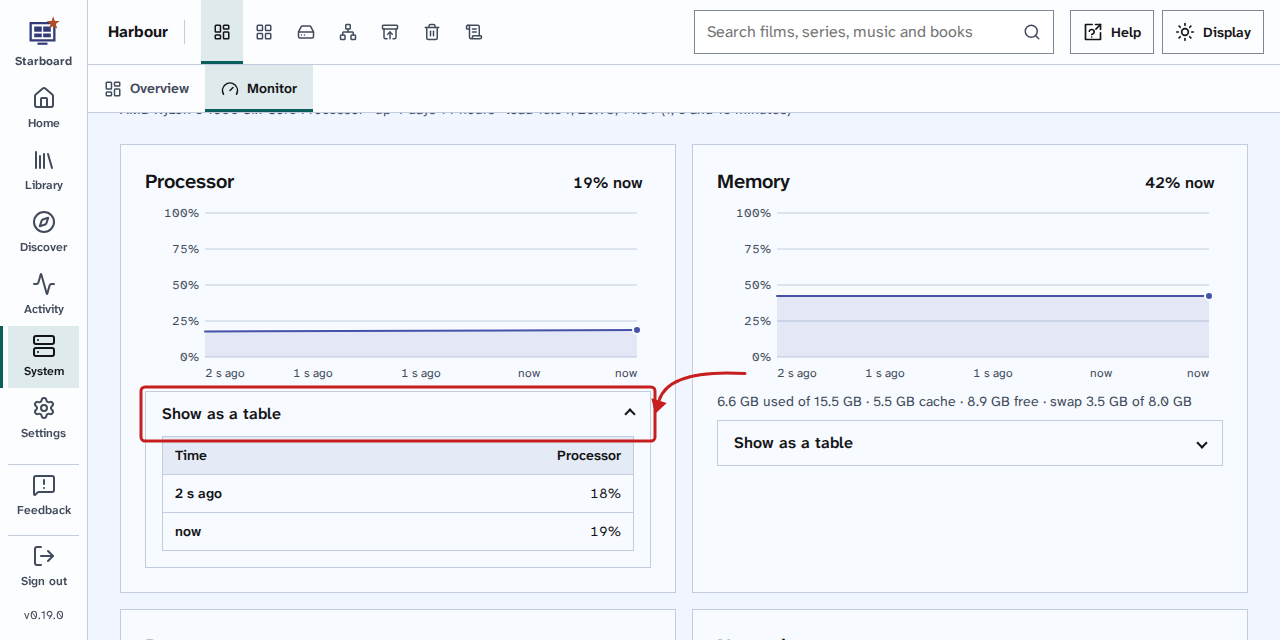 Starboard
Home
Library
Discover
Activity
System
Settings
Feedback
Sign out
v0.19.0
Harbour
Search films, series, music and books
Help
Display
Overview
Monitor
Processor
19% now
100%
75%
50%
25%
0%
2 s ago 1 s ago 1 s ago now now
Show as a table
Time Processor
2 s ago 18%
now 19%
Memory
42% now
100%
75%
50%
25%
0%
2 s ago 1 s ago 1 s ago now now
6.6 GB used of 15.5 GB · 5.5 GB cache · 8.9 GB free · swap 3.5 GB of 8.0 GB
Show as a table